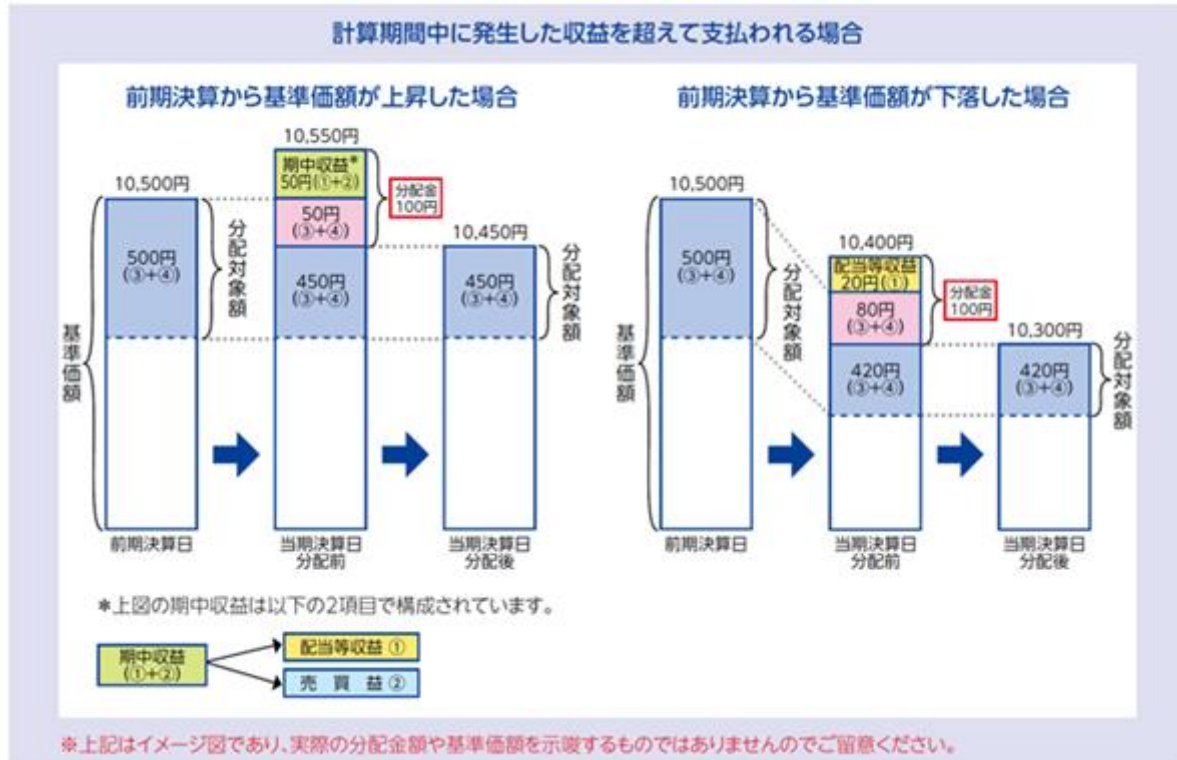 計算期間中に発生した収益を超えて支払われる場合
前期決算から基準価額が上昇した場合
10,500円
500円
(③+④)
分配対象額
基準価額
前期決算日
10,550円
期中収益*
50円(①+②)
50円
(③+④)
450円
(③+④)
分配金
100円
当期決算日
分配前
10,450円
450円
(③+④)
分配対象額
当期決算日
分配後
前期決算から基準価額が下落した場合
10,500円
500円
(③+④)
分配対象額
基準価額
前期決算日
10,400円
配当等収益
20円(①)
80円
(③+④)
420円
(③+④)
分配金
100円
当期決算日
分配前
10,300円
420円
(③+④)
分配対象額
当期決算日
分配後
*上図の期中収益は以下の2項目で構成されています。
期中収益
(①+②)
配当等収益 ①
売 買 益 ②
※上記はイメージ図であり、実際の分配金額や基準価額を示唆するものではありませんのでご留意ください。